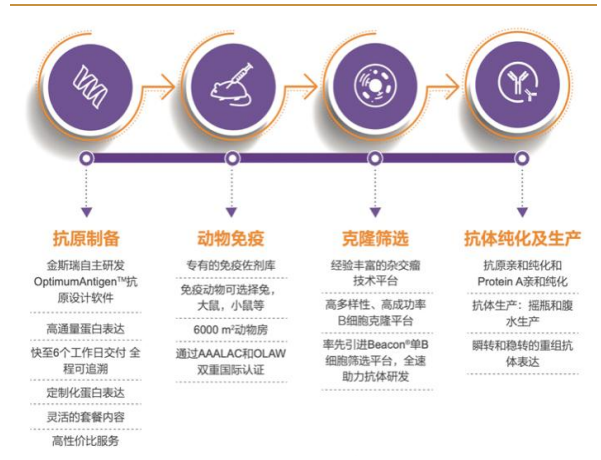 抗原制备
金斯瑞自主研发
OptimumAntigen™抗
原设计软件
高通量蛋白表达
快至6个工作日交付 全
程可追溯
定制化蛋白表达
灵活的套餐内容
高性价比服务
动物免疫
专有的免疫佐剂库
免疫动物可选择兔，
大鼠，小鼠等
6000 m²动物房
通过AAALAC和OLAW
双重国际认证
克隆筛选
经验丰富的杂交瘤
技术平台
高多样性、高成功率
B细胞克隆平台
率先引进Beacon®单B
细胞筛选平台，全速
助力抗体研发
抗体纯化及生产
抗原亲和纯化和
Protein A亲和纯化
抗体生产：摇瓶和腹
水生产
瞬转和稳转的重组抗
体表达